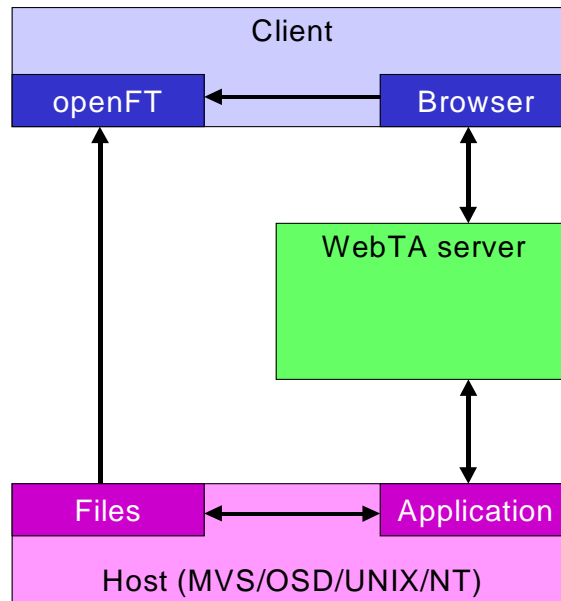 Client
openFT
Browser
WebTA server
Files
Application
Host (MVS/OSD/UNIX/NT)